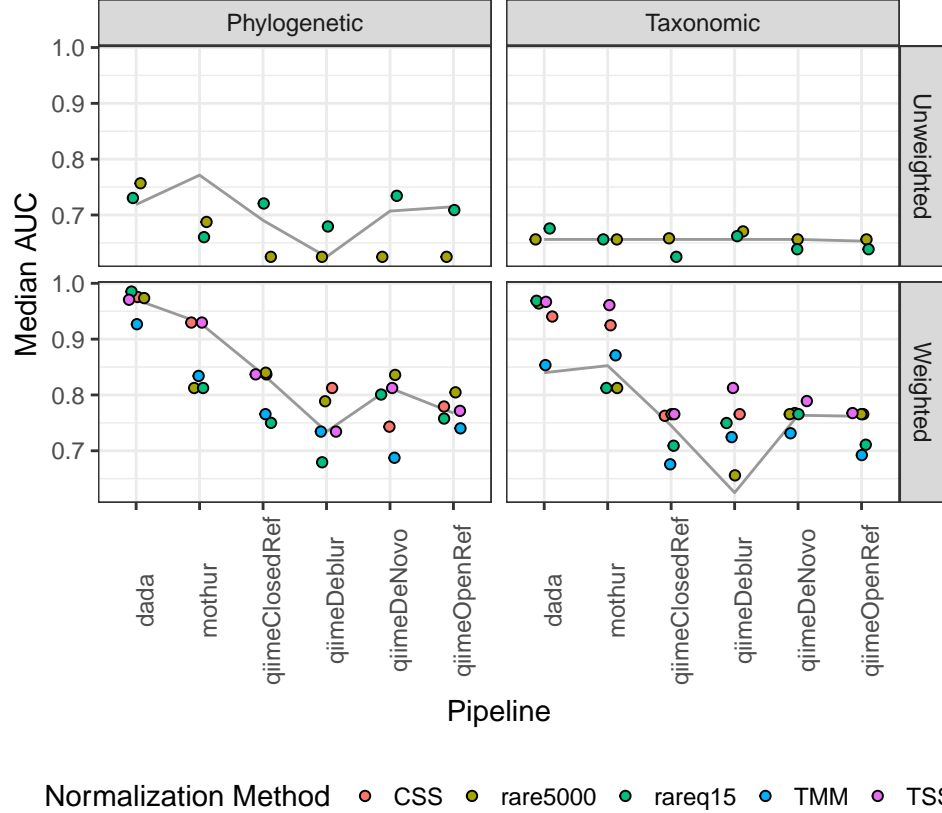 Phylogenetic
Taxonomic
1.0
0.9
0.8
0.7
Unweighted
1.0
0.9
0.8
0.7
Weighted
Median AUC
dada
mothur
qiimeClosedRef
qiimeDeblur
qiimeDeNovo
qiimeOpenRef
dada
mothur
qiimeClosedRef
qiimeDeblur
qiimeDeNovo
qiimeOpenRef
Pipeline
Normalization Method CSS rare5000 rareq15 TMM TSS